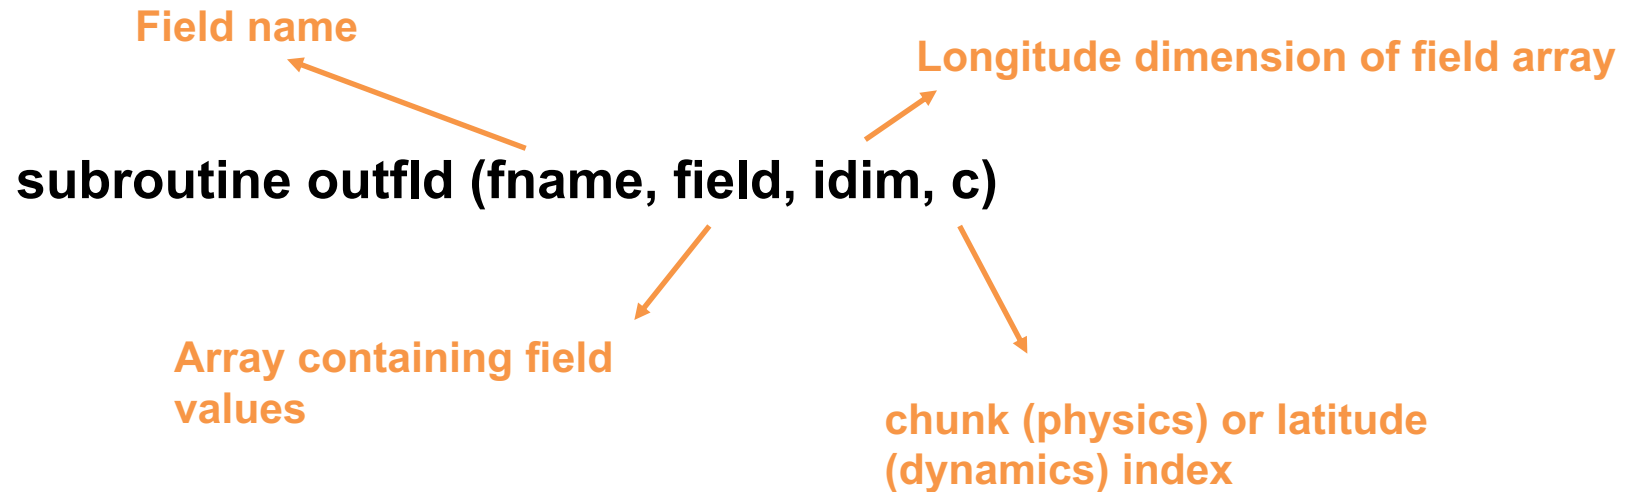 Field name
Longitude dimension of field array
subroutine outfld (fname, field, idim, c)
Array containing field
values
chunk (physics) or latitude
(dynamics) index